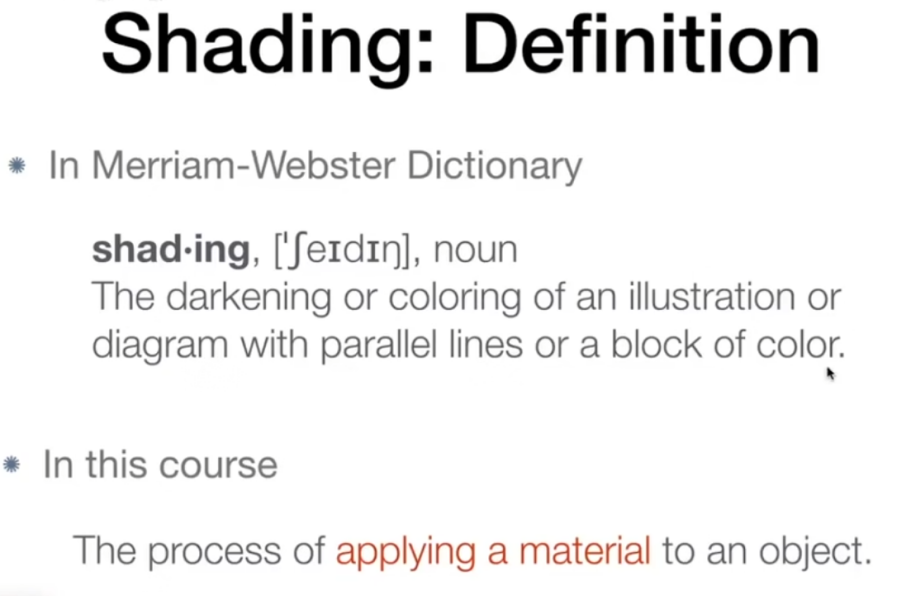 Shading: Definition
In Merriam-Webster Dictionary
shad·ing, [ˈʃeɪdɪŋ], noun
The darkening or coloring of an illustration or
diagram with parallel lines or a block of color.
In this course
The process of applying a material to an object.